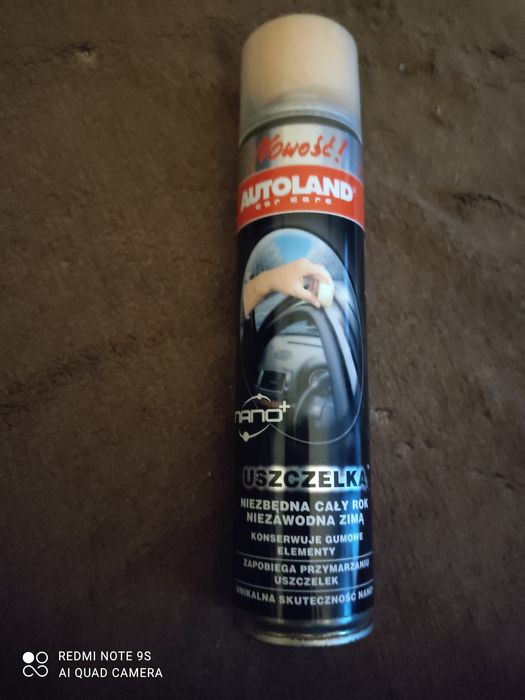 Nowość!
AUTOLAND®
car care
nano+
USZCZELKA
NIEZBĘDNA CAŁY ROK
NIEZAWODNA ZIMĄ
KONSERWUJE GUMOWE
ELEMENTY
ZAPOBIEGA PRZYMARZANIU
USZCZELEK
UNIKALNA SKUTECZNOŚĆ NANO
REDMI NOTE 9S
AI QUAD CAMERA